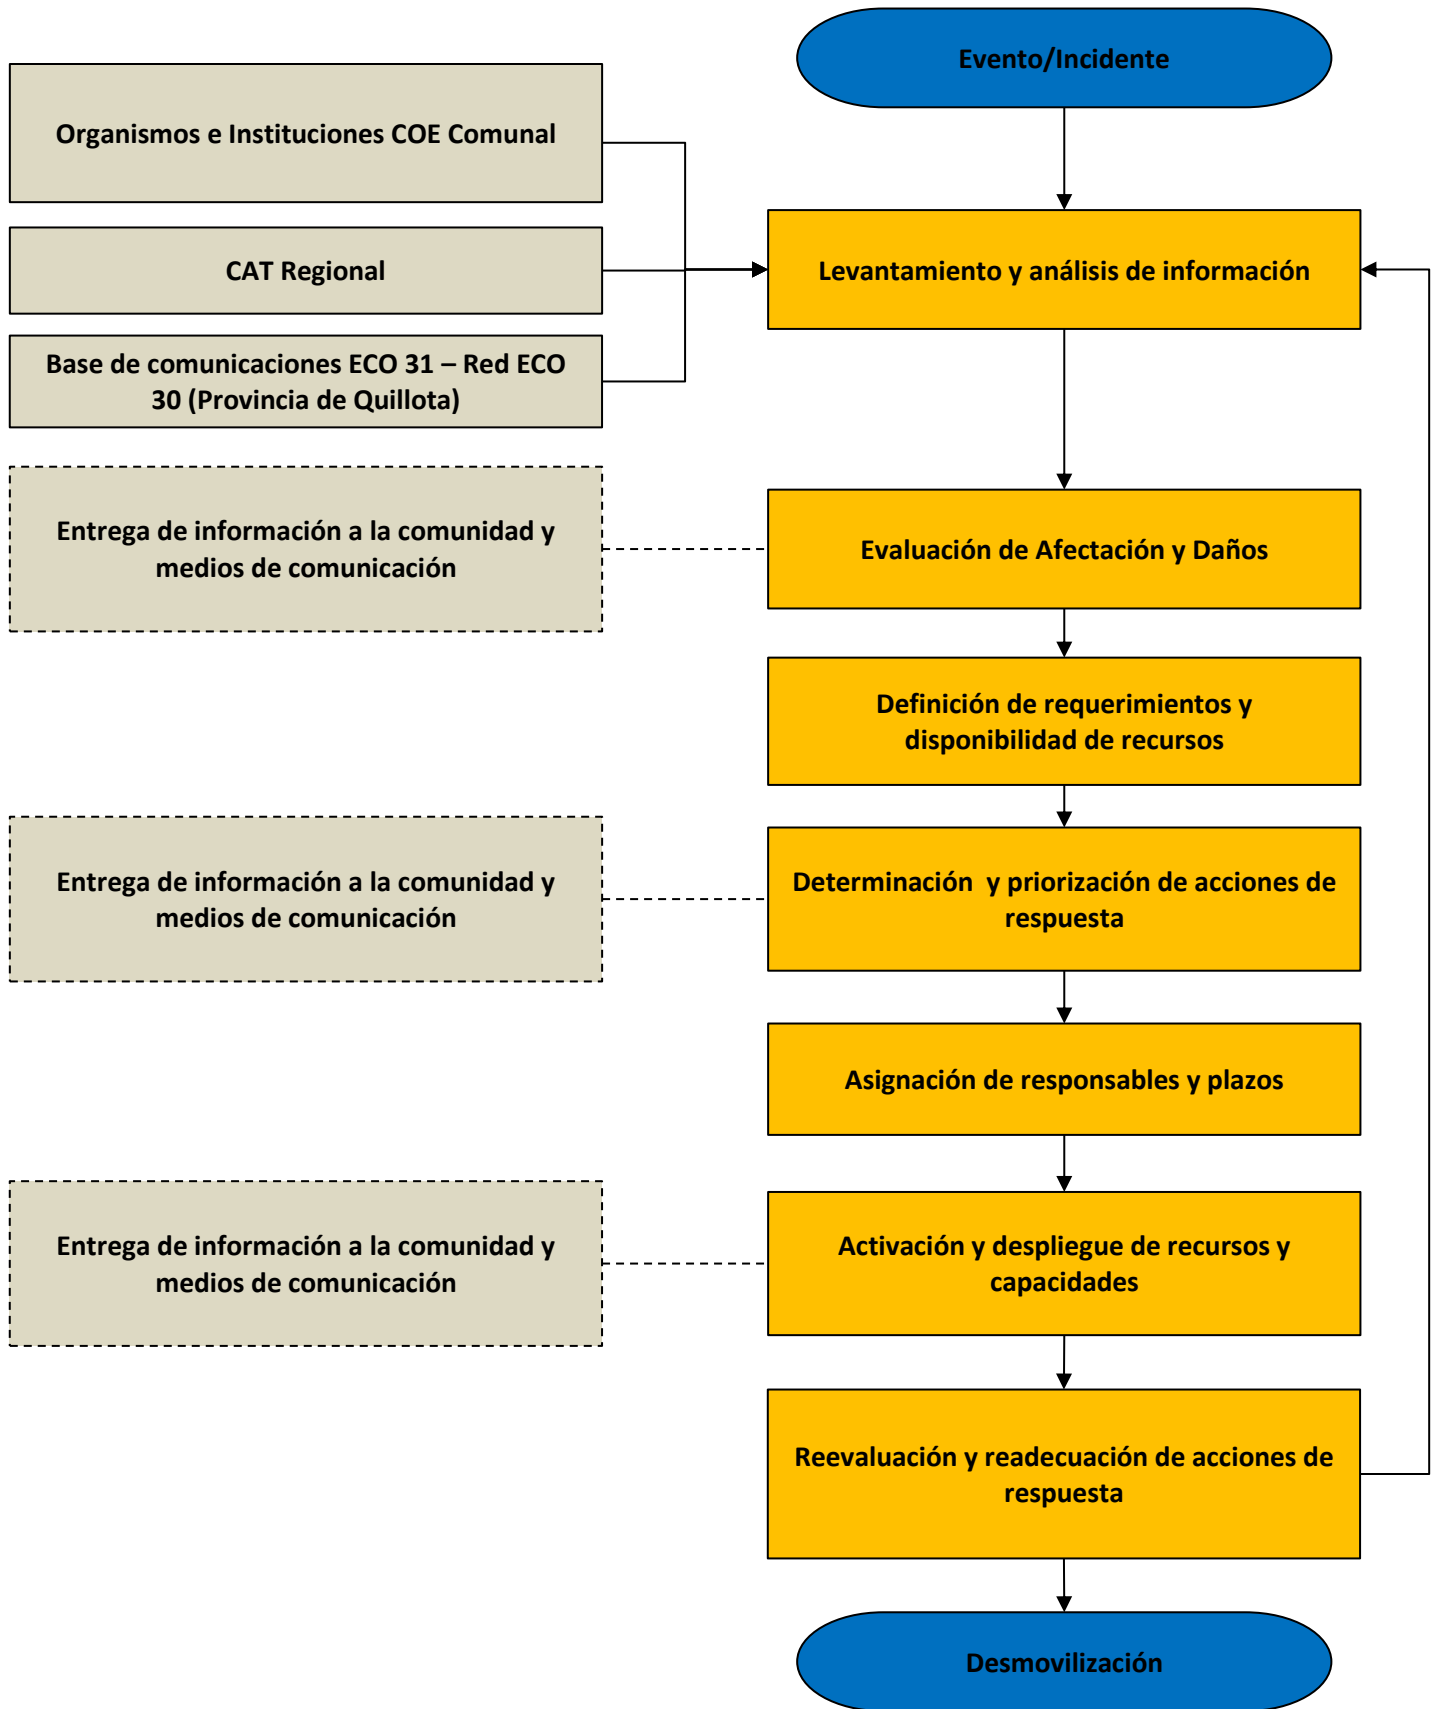 Evento/Incidente
Organismos e Instituciones COE Comunal
CAT Regional
Levantamiento y análisis de información
Base de comunicaciones ECO 31 – Red ECO
30 (Provincia de Quillota)
Entrega de información a la comunidad y
medios de comunicación
Evaluación de Afectación y Daños
Definición de requerimientos y
disponibilidad de recursos
Entrega de información a la comunidad y
medios de comunicación
Determinación  y priorización de acciones de
respuesta
Asignación de responsables y plazos
Entrega de información a la comunidad y
medios de comunicación
Activación y despliegue de recursos y
capacidades
Reevaluación y readecuación de acciones de
respuesta
Desmovilización